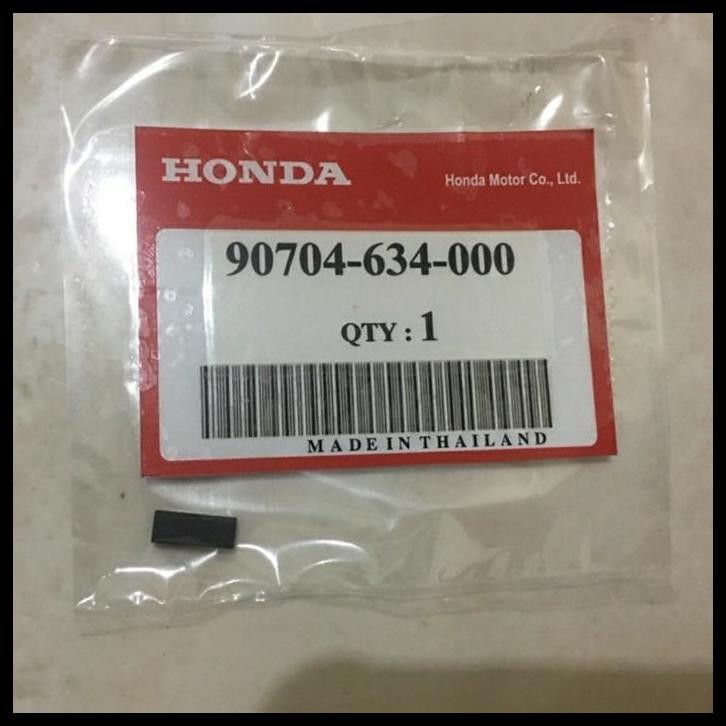 HONDA
Honda Motor Co., Ltd.
90704-634-000
QTY : 1
MADE IN THAILAND